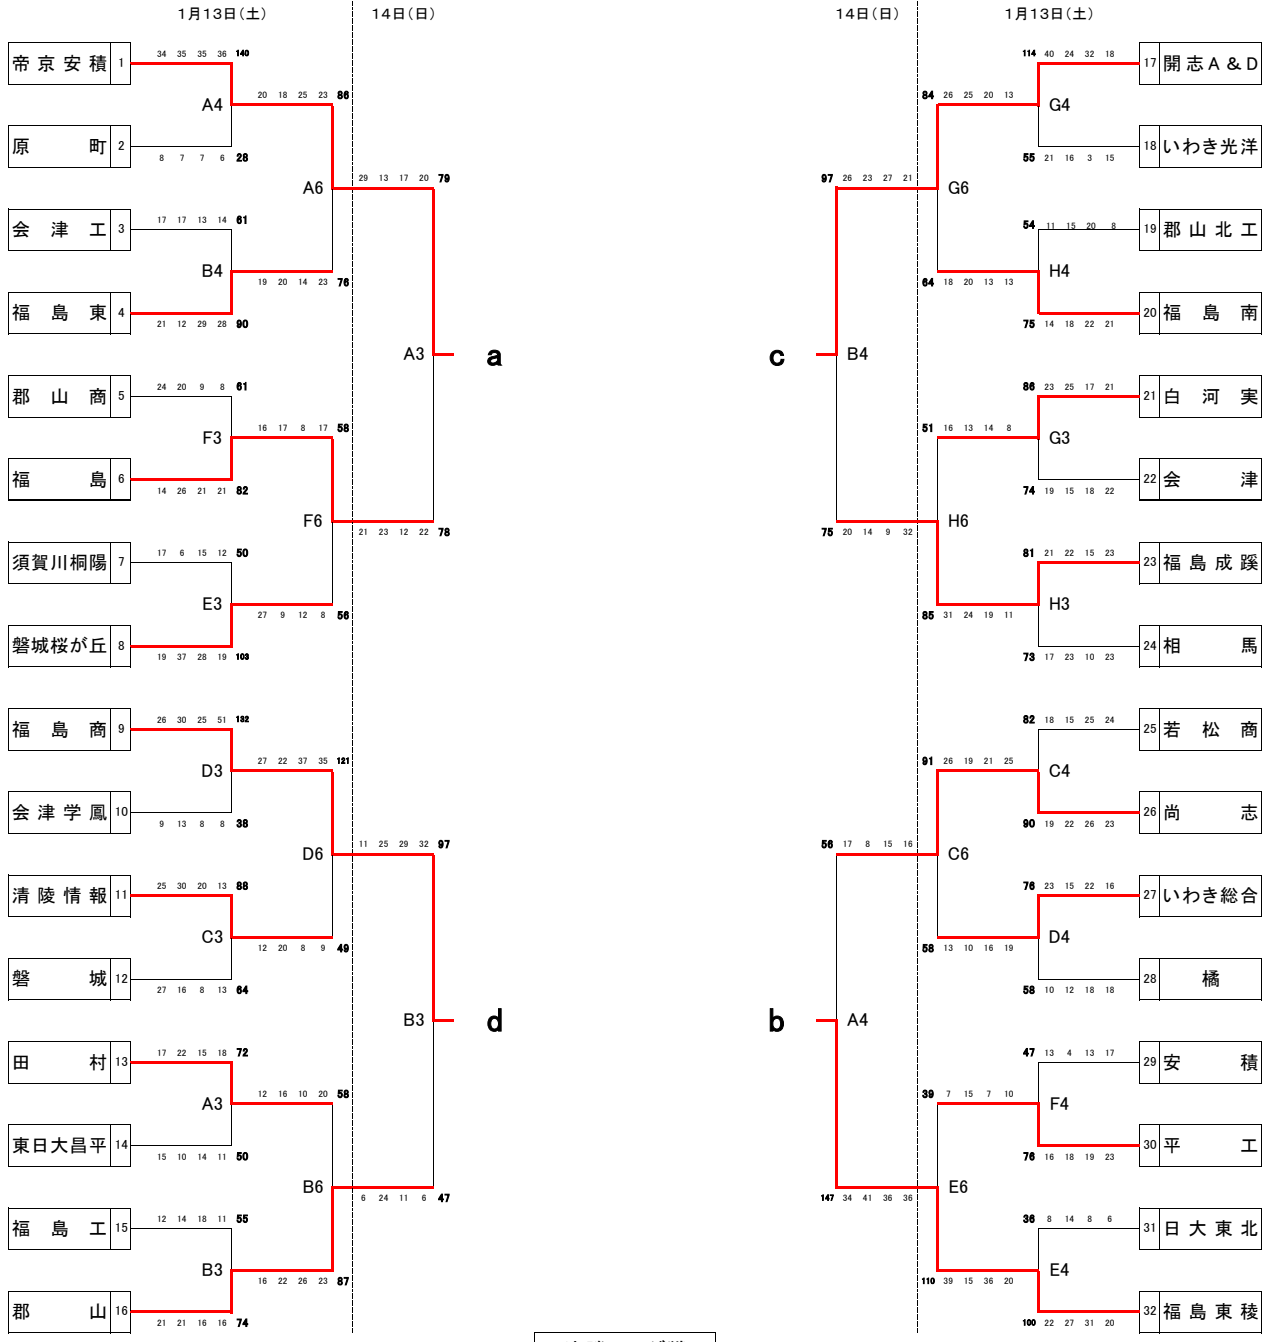 1月13日(土) 14日(日) 14日(日) 1月13日(土)
34 35 35 36 140 114 40 24 32 18
帝京安積 1 17 開志A&D
20 18 25 23 86 84 26 25 20 13
A4 G4
原町 2 18 いわき光洋
8 7 7 6 28 55 21 16 3 15
29 13 17 20 79 97 26 23 27 21
A6 G6
17 17 13 14 61 54 11 15 20 8
会津工 3 19 郡山北工
B4 H4
19 20 14 23 76 64 18 20 13 13
福島東 4 20 福島南
21 12 29 28 90 75 14 18 22 21
A3 a c B4
24 20 9 8 61 86 23 25 17 21
郡山商 5 21 白河実
16 17 8 17 58 51 16 13 14 8
F3 G3
福島 6 22 会津
14 26 21 21 82 74 19 15 18 22
F6 H6
21 23 12 22 78 75 20 14 9 32
17 6 15 12 50 81 21 22 15 23
須賀川桐陽 7 23 福島成蹊
E3 H3
27 9 12 8 56 85 31 24 19 11
磐城桜が丘 8 24 相馬
19 37 28 19 103 73 17 23 10 23
26 30 25 51 132 82 18 15 25 24
福島商 9 25 若松商
27 22 37 35 121 91 26 19 21 25
D3 C4
会津学鳳 10 26 尚志
9 13 8 8 38 90 19 22 26 23
11 25 29 32 97 56 17 8 15 16
D6 C6
25 30 20 13 88 76 23 15 22 16
清陵情報 11 27 いわき総合
C3 D4
12 20 8 9 49 58 13 10 16 19
磐城 12 28 橘
27 16 8 13 64 58 10 12 18 18
B3 d b A4
17 22 15 18 72 47 13 4 13 17
田村 13 29 安積
12 16 10 20 58 39 7 15 7 10
A3 F4
東日大昌平 14 30 平工
15 10 14 11 50 76 16 18 19 23
B6 E6
6 24 11 6 47 147 34 41 36 36
12 14 18 11 55 36 8 14 8 6
福島工 15 31 日大東北
B3 E4
16 22 26 23 87 110 39 15 36 20
郡山 16 32 福島東稜
21 21 16 16 74 100 22 27 31 20